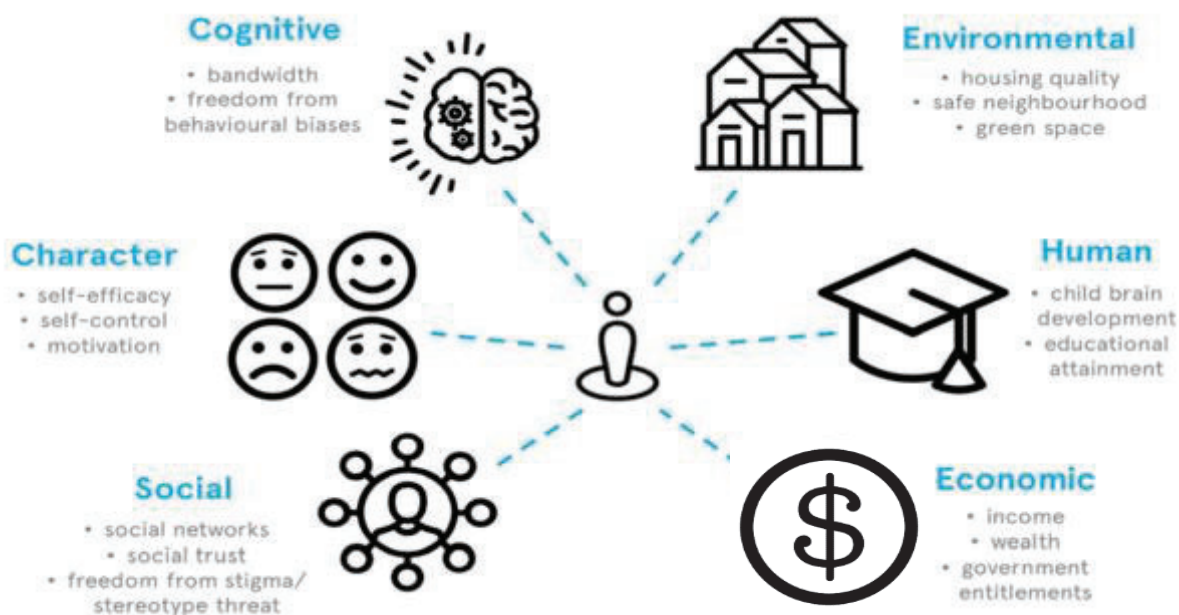 Cognitive
• bandwidth
• freedom from
behavioural biases
Environmental
• housing quality
• safe neighbourhood
• green space
Character
• self-efficacy
• self-control
• motivation
Human
• child brain
development
• educational
attainment
Social
• social networks
• social trust
• freedom from stigma/
stereotype threat
$
Economic
• income
• wealth
• government
entitlements